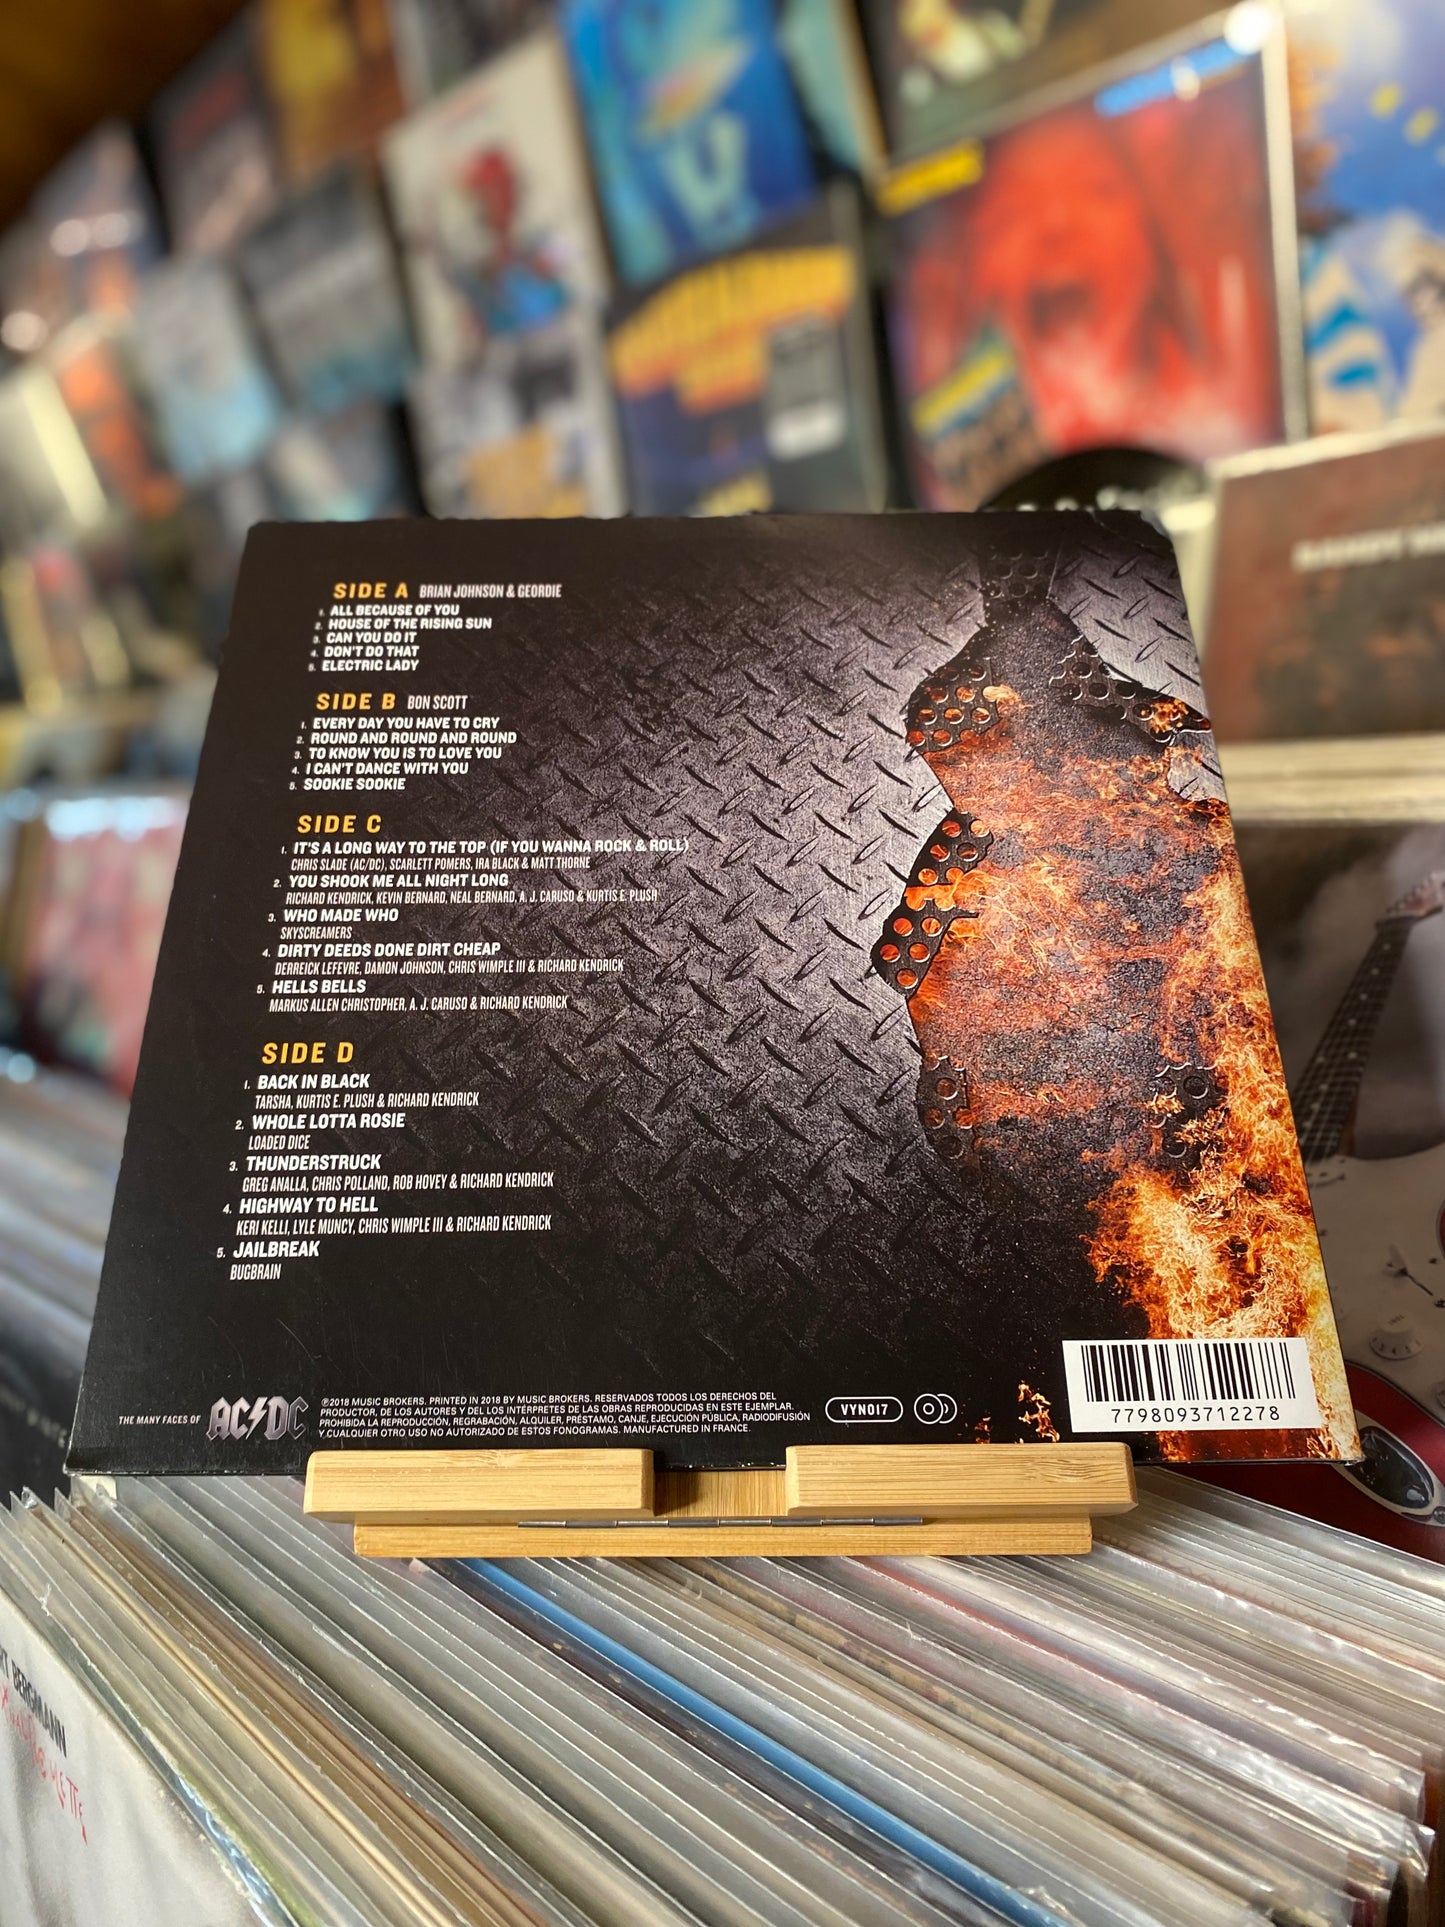 SIDE A BRIAN JOHNSON & GEORDIE
1. ALL BECAUSE OF YOU
2. HOUSE OF THE RISING SUN
3. CAN YOU DO IT
4. DON'T DO THAT
5. ELECTRIC LADY
SIDE B BON SCOTT
1. EVERY DAY YOU HAVE TO CRY
2. ROUND AND ROUND AND ROUND
3. TO KNOW YOU IS TO LOVE YOU
4. I CAN'T DANCE WITH YOU
5. SOOKIE SOOKIE
SIDE C
1. IT'S A LONG WAY TO THE TOP (IF YOU WANNA ROCK & ROLL)
CHRIS SLADE (AC/DC), SCARLETT POMERS, IRA BLACK & MATT THORNE
2. YOU SHOOK ME ALL NIGHT LONG
RICHARD KENDRICK, KEVIN BERNARD, NEAL BERNARD, A. J. CARUSO & KURTIS E. PLUSH
3. WHO MADE WHO
SKYSCREAMERS
4. DIRTY DEEDS DONE DIRT CHEAP
DERREICK LEFEVRE, DAMON JOHNSON, CHRIS WIMPLE III & RICHARD KENDRICK
5. HELLS BELLS
MARKUS ALLEN CHRISTOPHER, A. J. CARUSO & RICHARD KENDRICK
SIDE D
1. BACK IN BLACK
TARSHA, KURTIS E. PLUSH & RICHARD KENDRICK
2. WHOLE LOTTA ROSIE
LOADED DICE
3. THUNDERSTRUCK
GREG ANALLA, CHRIS POLLAND, ROB HOVEY & RICHARD KENDRICK
4. HIGHWAY TO HELL
KERI KELLI, LYLE MUNCY, CHRIS WIMPLE III & RICHARD KENDRICK
5. JAILBREAK
BUGBRAIN
THE MANY FACES OF AC/DC
℗2018 MUSIC BROKERS. PRINTED IN 2018 BY MUSIC BROKERS. RESERVADOS TODOS LOS DERECHOS DEL
PRODUCTOR, DE LOS AUTORES Y DEL LOS INTÉRPRETES DE LAS OBRAS REPRODUCIDAS EN ESTE EJEMPLAR.
PROHIBIDA LA REPRODUCCIÓN, REGRABACIÓN, ALQUILER, PRÉSTAMO, CANJE, EJECUCIÓN PÚBLICA, RADIODIFUSIÓN
Y CUALQUIER OTRO USO NO AUTORIZADO DE ESTOS FONOGRAMAS. MANUFACTURED IN FRANCE.
VYN017
7798093712278
BERGMANN